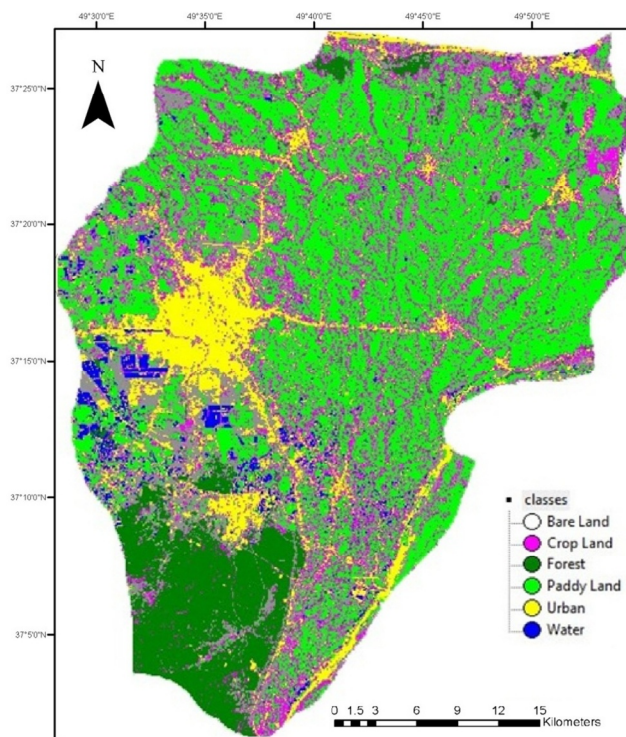 49°30'0"E 49°35'0"E 49°40'0"E 49°45'0"E 49°50'0"E
N
37°25'0"N
37°20'0"N
37°15'0"N
37°10'0"N
37°5'0"N
classes
Bare Land
Crop Land
Forest
Paddy Land
Urban
Water
0 1.5 3 6 9 12 15
Kilometers